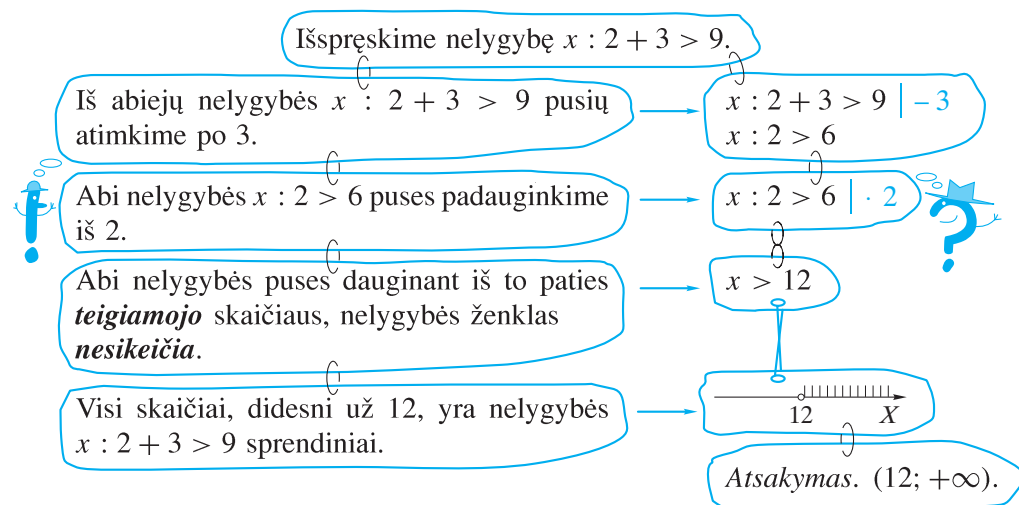 Išspręskime nelygybę x : 2 + 3 > 9.
Iš abiejų nelygybės x : 2 + 3 > 9 pusių
atimkime po 3.
x : 2 + 3 > 9 | – 3
x : 2 > 6
Abi nelygybės x : 2 > 6 puses padauginkime
iš 2.
x : 2 > 6 | · 2
Abi nelygybės puses dauginant iš to paties
teigiamojo skaičiaus, nelygybės ženklas
nesikeičia.
x > 12
Visi skaičiai, didesni už 12, yra nelygybės
x : 2 + 3 > 9 sprendiniai.
12 X
Atsakymas. (12; +∞).